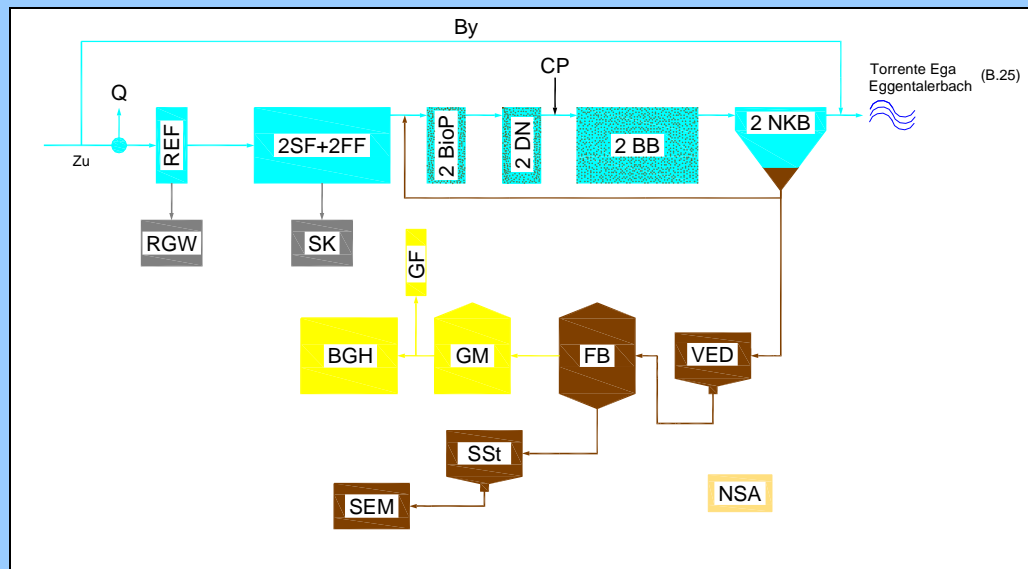 By
Torrente Ega
Eggentalerbach
(B.25)
CP
Q
Zu
REF
2SF+2FF
2 BioP
2 DN
2 BB
2 NKB
RGW
SK
GF
BGH
GM
FB
VED
SSt
SEM
NSA